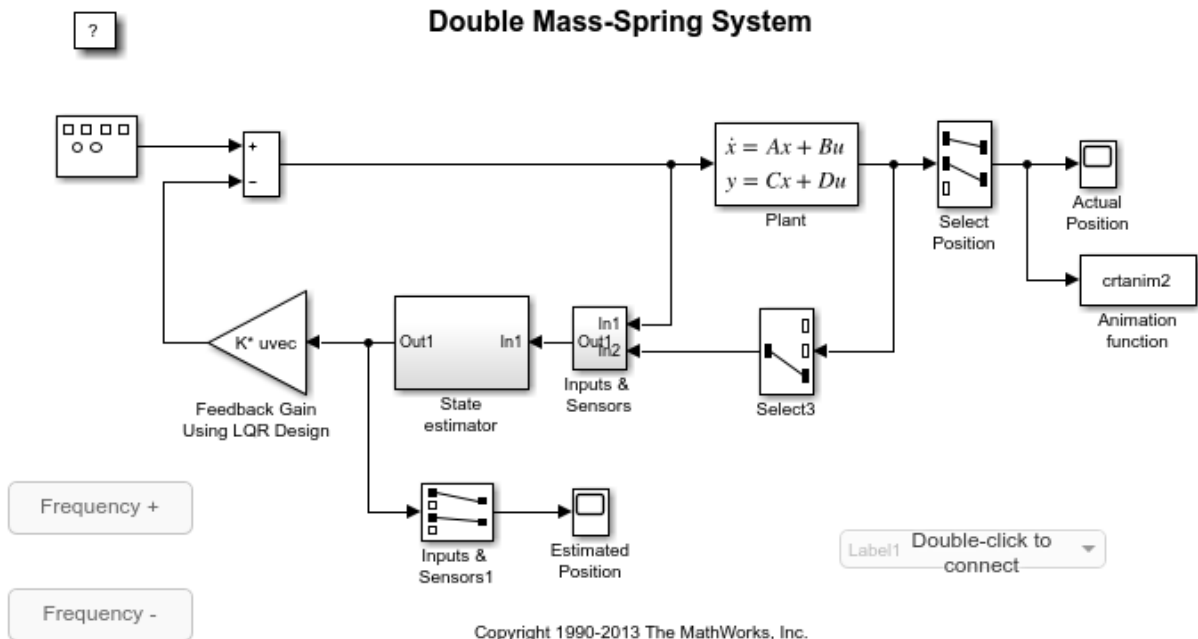 Double Mass-Spring System
?
+
−
ẋ = Ax + Bu
y = Cx + Du
Plant
Select
Position
Actual
Position
crtanim2
Animation
function
K* uvec
Feedback Gain
Using LQR Design
Out1
In1
State
estimator
In1
Out1
In2
Inputs &
Sensors
Select3
Frequency +
Inputs &
Sensors1
Estimated
Position
Label1
Double-click to
connect
Frequency -
Copyright 1990-2013 The MathWorks, Inc.